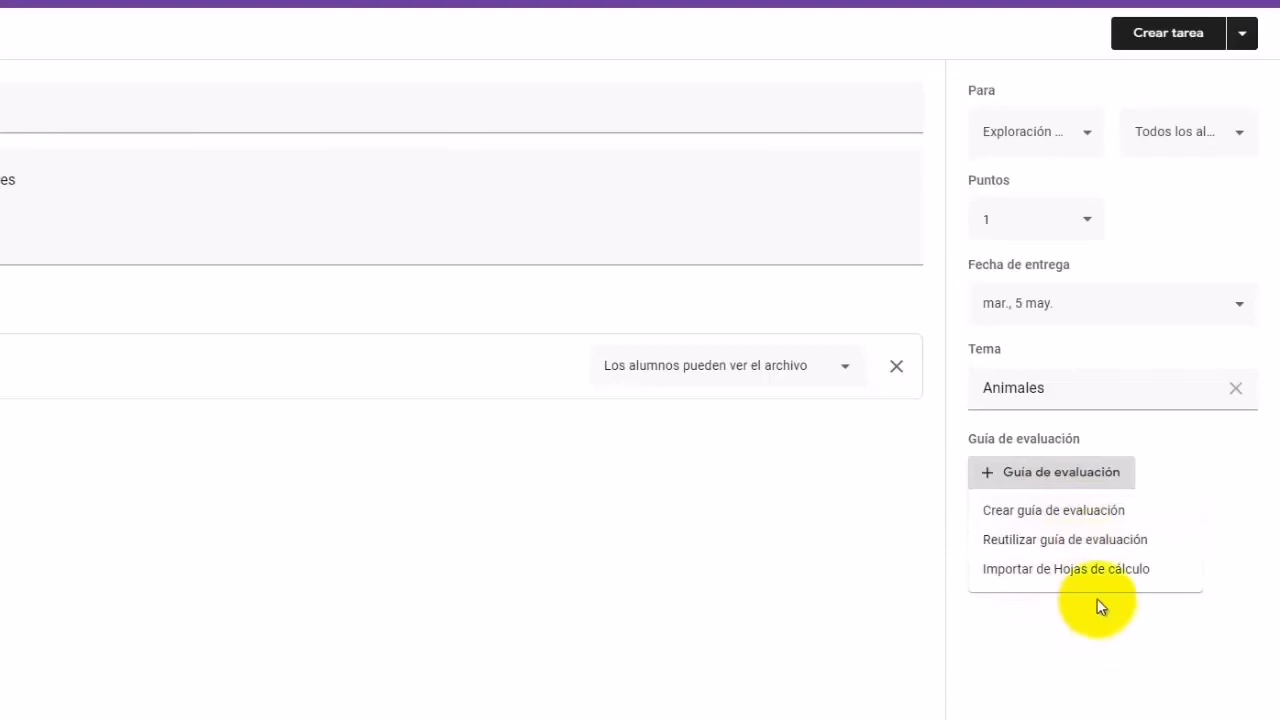 Crear tarea
Para
Exploración ...
Todos los al...
Puntos
1
es
Fecha de entrega
mar., 5 may.
Tema
Los alumnos pueden ver el archivo
Animales
Guía de evaluación
+ Guía de evaluación
Crear guía de evaluación
Reutilizar guía de evaluación
Importar de Hojas de cálculo